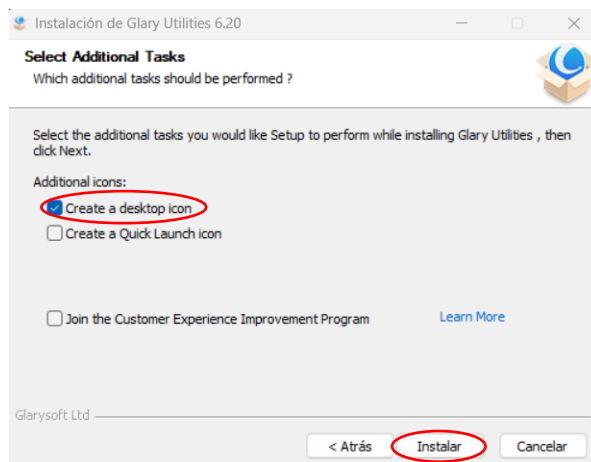 Instalación de Glary Utilities 6.20
Select Additional Tasks
Which additional tasks should be performed ?
Select the additional tasks you would like Setup to perform while installing Glary Utilities , then
click Next.
Additional icons:
Create a desktop icon
Create a Quick Launch icon
Join the Customer Experience Improvement Program
Learn More
Glarysoft Ltd
< Atrás
Instalar
Cancelar